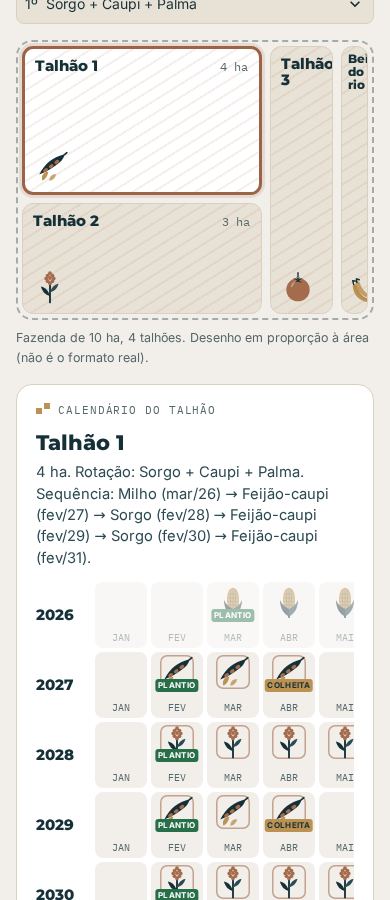 1º Sorgo + Caupi + Palma
Talhão 1
4 ha
Talhão 3
Bei
do
rio
Talhão 2
3 ha
Fazenda de 10 ha, 4 talhões. Desenho em proporção à área
(não é o formato real).
CALENDÁRIO DO TALHÃO
Talhão 1
4 ha. Rotação: Sorgo + Caupi + Palma.
Sequência: Milho (mar/26) → Feijão-caupi
(fev/27) → Sorgo (fev/28) → Feijão-caupi
(fev/29) → Sorgo (fev/30) → Feijão-caupi
(fev/31).
2026
PLANTIO
JAN FEV MAR ABR MAI
2027
PLANTIO COLHEITA
JAN FEV MAR ABR MAI
2028
PLANTIO
JAN FEV MAR ABR MAI
2029
PLANTIO COLHEITA
JAN FEV MAR ABR MAI
2030
PLANTIO